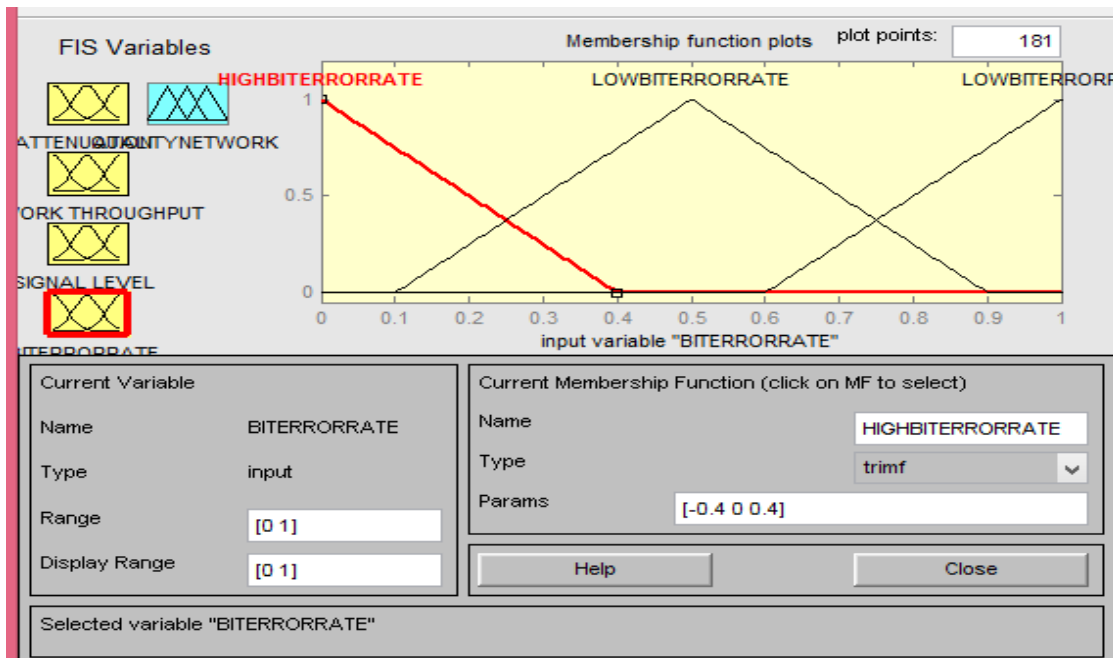 FIS Variables
Membership function plots
plot points:
181
HIGHBITERRORRATE
LOWBITERRORRATE
LOWBITERRORR
1
0.5
0
0
0.1
0.2
0.3
0.4
0.5
0.6
0.7
0.8
0.9
1
input variable "BITERRORRATE"
ORK THROUGHPUT
SIGNAL LEVEL
BITERRORRATE
Current Variable
Name BITERRORRATE
Type input
Range [0 1]
Display Range [0 1]
Current Membership Function (click on MF to select)
Name HIGHBITERRORRATE
Type trimf
Params [-0.4 0 0.4]
Help
Close
Selected variable "BITERRORRATE"